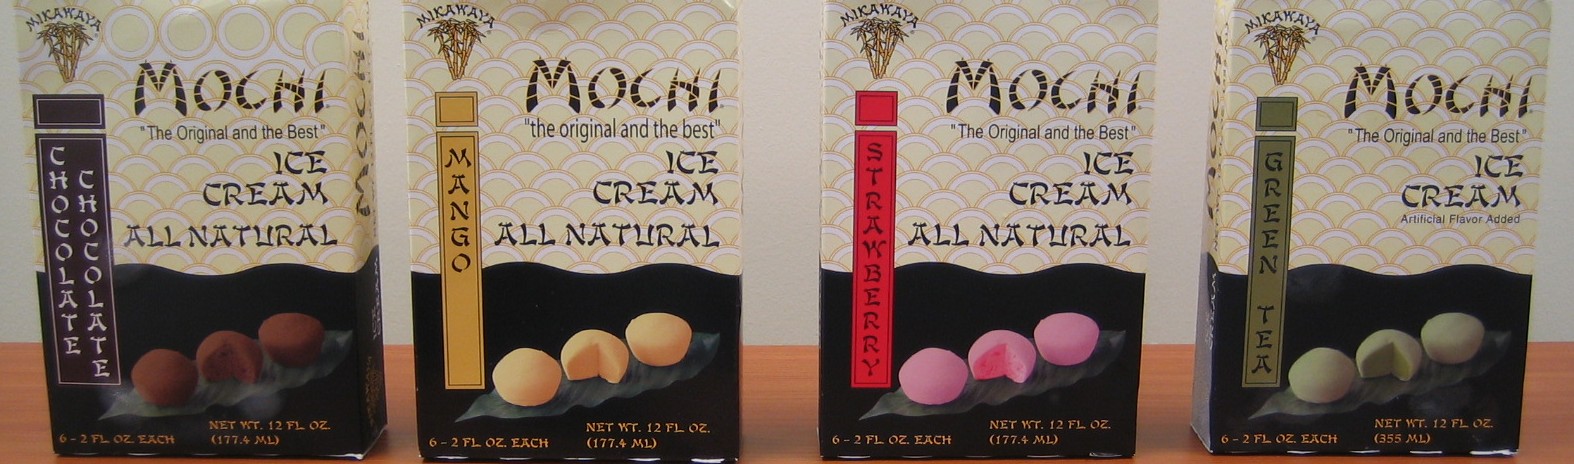 MIKAWAYA
MOCHI
"The Original and the Best"
ICE
CREAM
ALL NATURAL
CHOCOLATE
CHOCOLATE
6 - 2 FL OZ. EACH
NET WT. 12 FL OZ.
(177.4 ML)
MOCHI
ICE
CREAM
MIKAWAYA
MOCHI
"the original and the best"
ICE
CREAM
ALL NATURAL
MANGO
6 - 2 FL OZ. EACH
NET WT. 12 FL OZ.
(177.4 ML)
MIKAWAYA
MOCHI
"The Original and the Best"
ICE
CREAM
ALL NATURAL
STRAWBERRY
6 - 2 FL OZ. EACH
NET WT. 12 FL OZ.
(177.4 ML)
MOCHI
MIKAWAYA
MOCHI
"The Original and the Best"
ICE
CREAM
Artificial Flavor Added
GREEN TEA
6 - 2 FL OZ. EACH
NET WT. 12 FL OZ.
(355 ML)